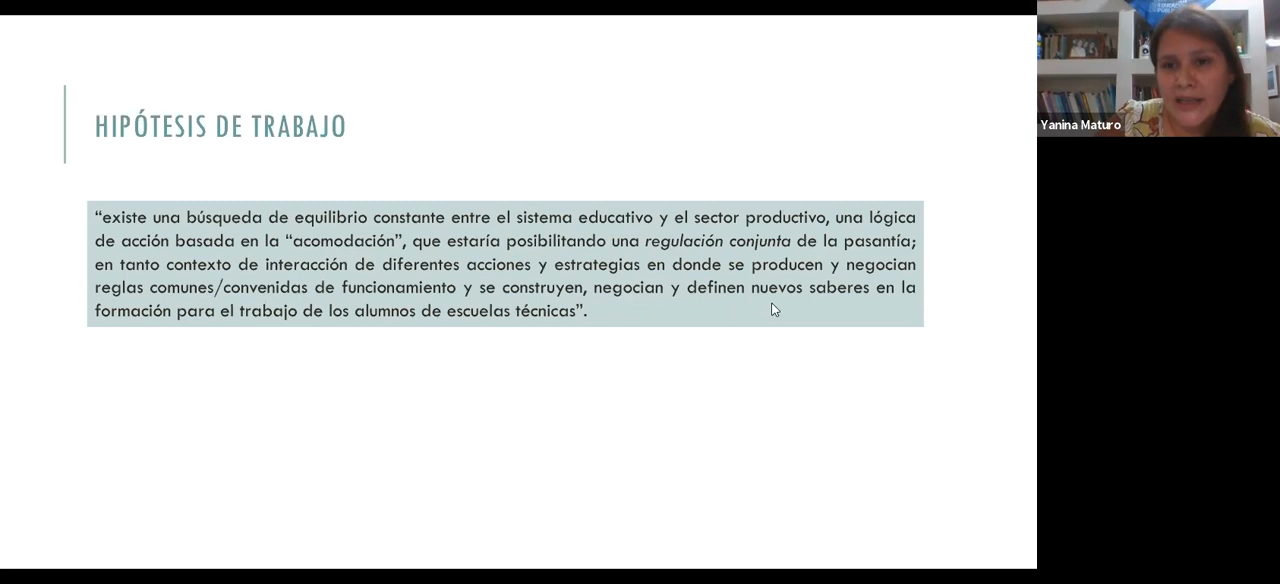 HIPÓTESIS DE TRABAJO
“existe una búsqueda de equilibrio constante entre el sistema educativo y el sector productivo, una lógica
de acción basada en la “acomodación”, que estaría posibilitando una regulación conjunta de la pasantía;
en tanto contexto de interacción de diferentes acciones y estrategias en donde se producen y negocian
reglas comunes/convenidas de funcionamiento y se construyen, negocian y definen nuevos saberes en la
formación para el trabajo de los alumnos de escuelas técnicas”.
Yanina Maturo